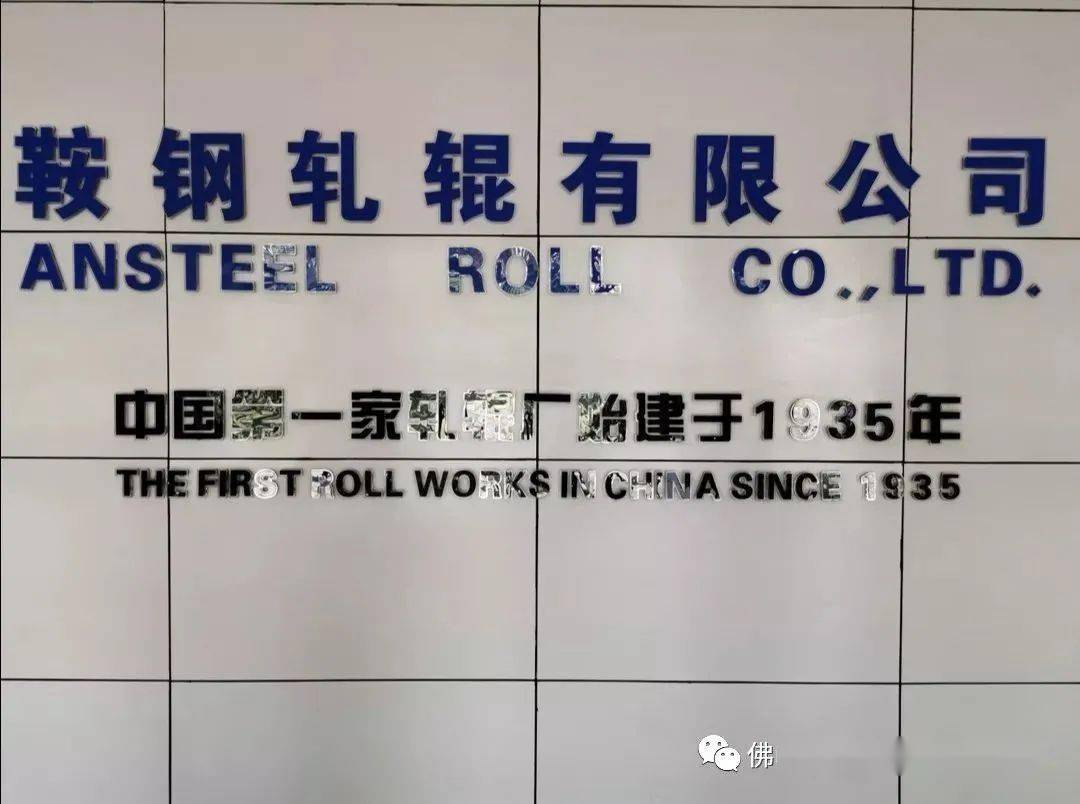 鞍钢轧辊有限公司
ANSTEEL ROLL CO.,LTD.
中国第一家轧辊厂始建于1935年
THE FIRST ROLL WORKS IN CHINA SINCE 1935
佛